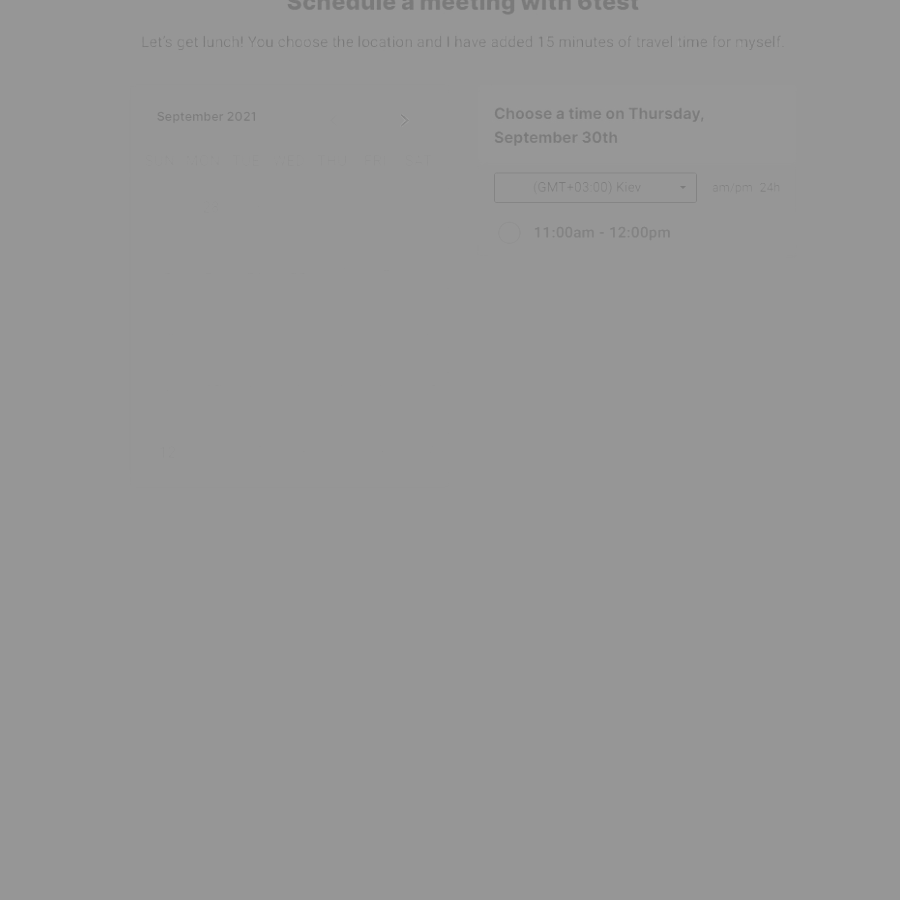 Schedule a meeting with 6test
Let's get lunch! You choose the location and I have added 15 minutes of travel time for myself.
September 2021
Choose a time on Thursday,
September 30th
(GMT+03:00) Kiev
am/pm 24h
11:00am - 12:00pm